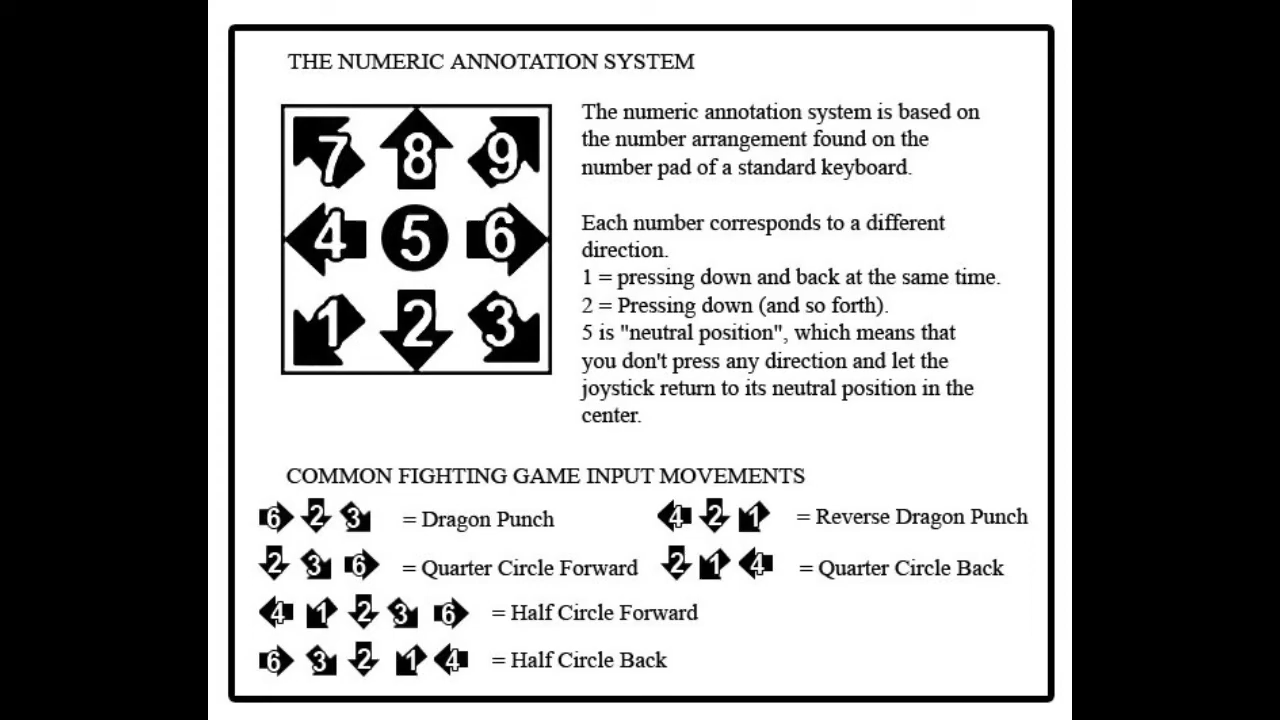 THE NUMERIC ANNOTATION SYSTEM
7 8 9
4 5 6
1 2 3
The numeric annotation system is based on
the number arrangement found on the
number pad of a standard keyboard.
Each number corresponds to a different
direction.
1 = pressing down and back at the same time.
2 = Pressing down (and so forth).
5 is "neutral position", which means that
you don't press any direction and let the
joystick return to its neutral position in the
center.
COMMON FIGHTING GAME INPUT MOVEMENTS
6 2 3 = Dragon Punch
4 2 1 = Reverse Dragon Punch
2 3 6 = Quarter Circle Forward
2 1 4 = Quarter Circle Back
4 1 2 3 6 = Half Circle Forward
6 3 2 1 4 = Half Circle Back